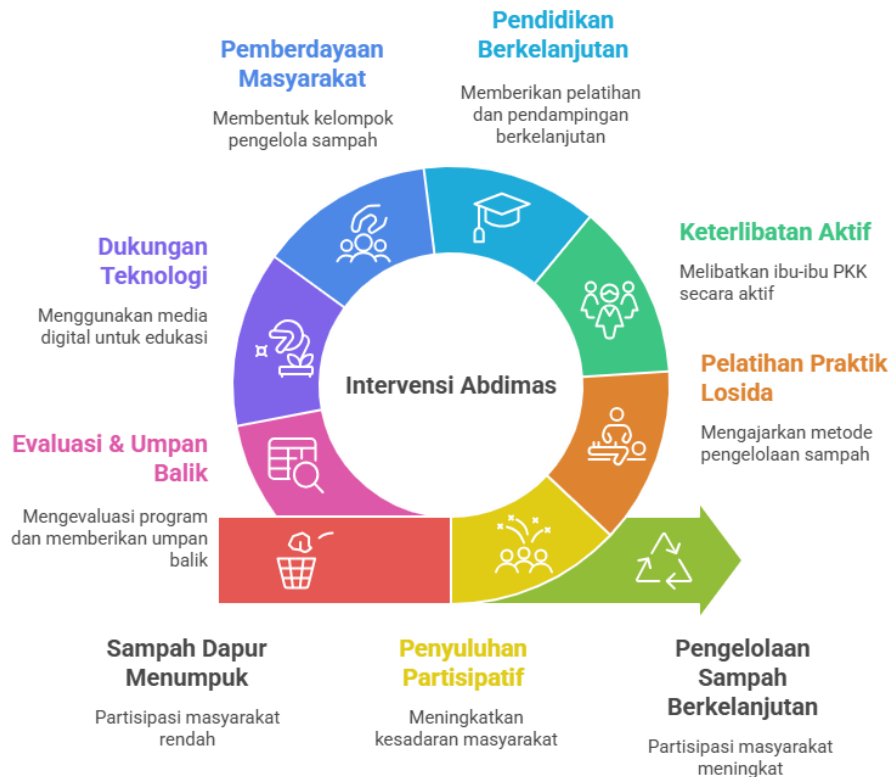 Pendidikan
Berkelanjutan
Memberikan pelatihan
dan pendampingan
berkelanjutan
Pemberdayaan
Masyarakat
Membentuk kelompok
pengelola sampah
Keterlibatan Aktif
Melibatkan ibu-ibu PKK
secara aktif
Dukungan
Teknologi
Menggunakan media
digital untuk edukasi
Intervensi Abdimas
Pelatihan Praktik
Losida
Mengajarkan metode
pengelolaan sampah
Evaluasi & Umpan
Balik
Mengevaluasi program
dan memberikan umpan
balik
Sampah Dapur
Menumpuk
Partisipasi masyarakat
rendah
Penyuluhan
Partisipatif
Meningkatkan
kesadaran masyarakat
Pengelolaan
Sampah
Berkelanjutan
Partisipasi masyarakat
meningkat